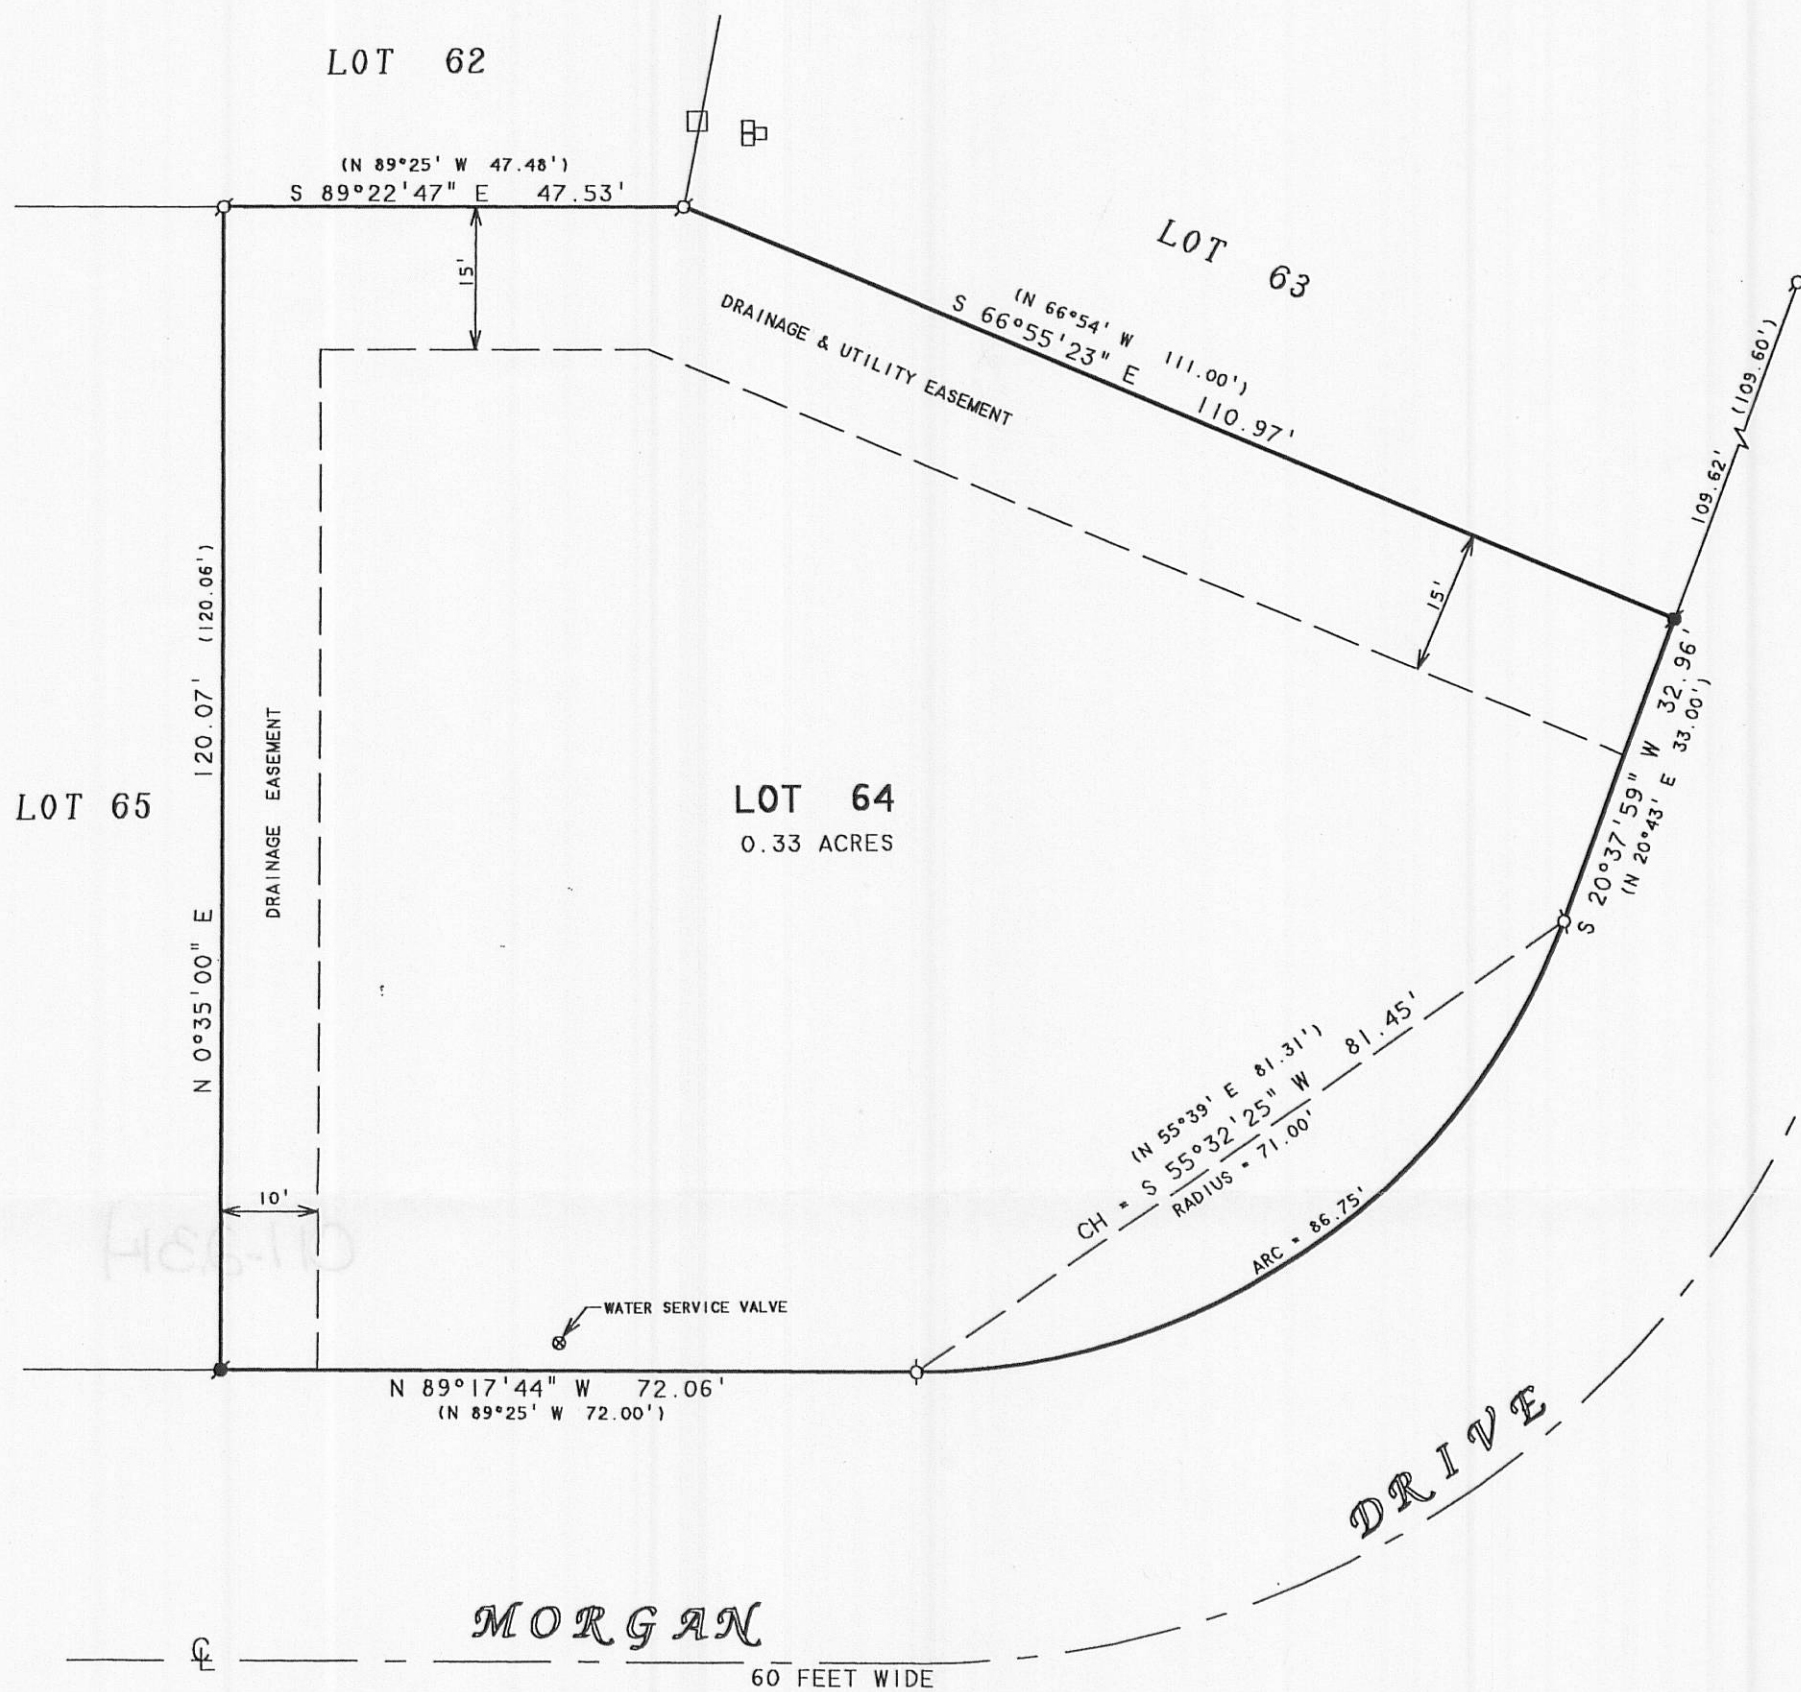 LOT 62
(N 89°25' W 47.48')
S 89°22'47" E 47.53'
15'
LOT 63
(N 66°54' W 111.00')
S 66°55'23" E 110.97'
DRAINAGE & UTILITY EASEMENT
109.62' (109.60')
15'
S 20°37'59" W 32.96'
(N 20°43' E 33.00')
N 0°35'00" E 120.07' (120.06')
DRAINAGE EASEMENT
LOT 65
LOT 64
0.33 ACRES
(N 55°39' E 81.31')
CH = S 55°32'25" W 81.45'
RADIUS = 71.00'
ARC = 86.75'
10'
WATER SERVICE VALVE
N 89°17'44" W 72.06'
(N 89°25' W 72.00')
MORGAN DRIVE
℄
60 FEET WIDE